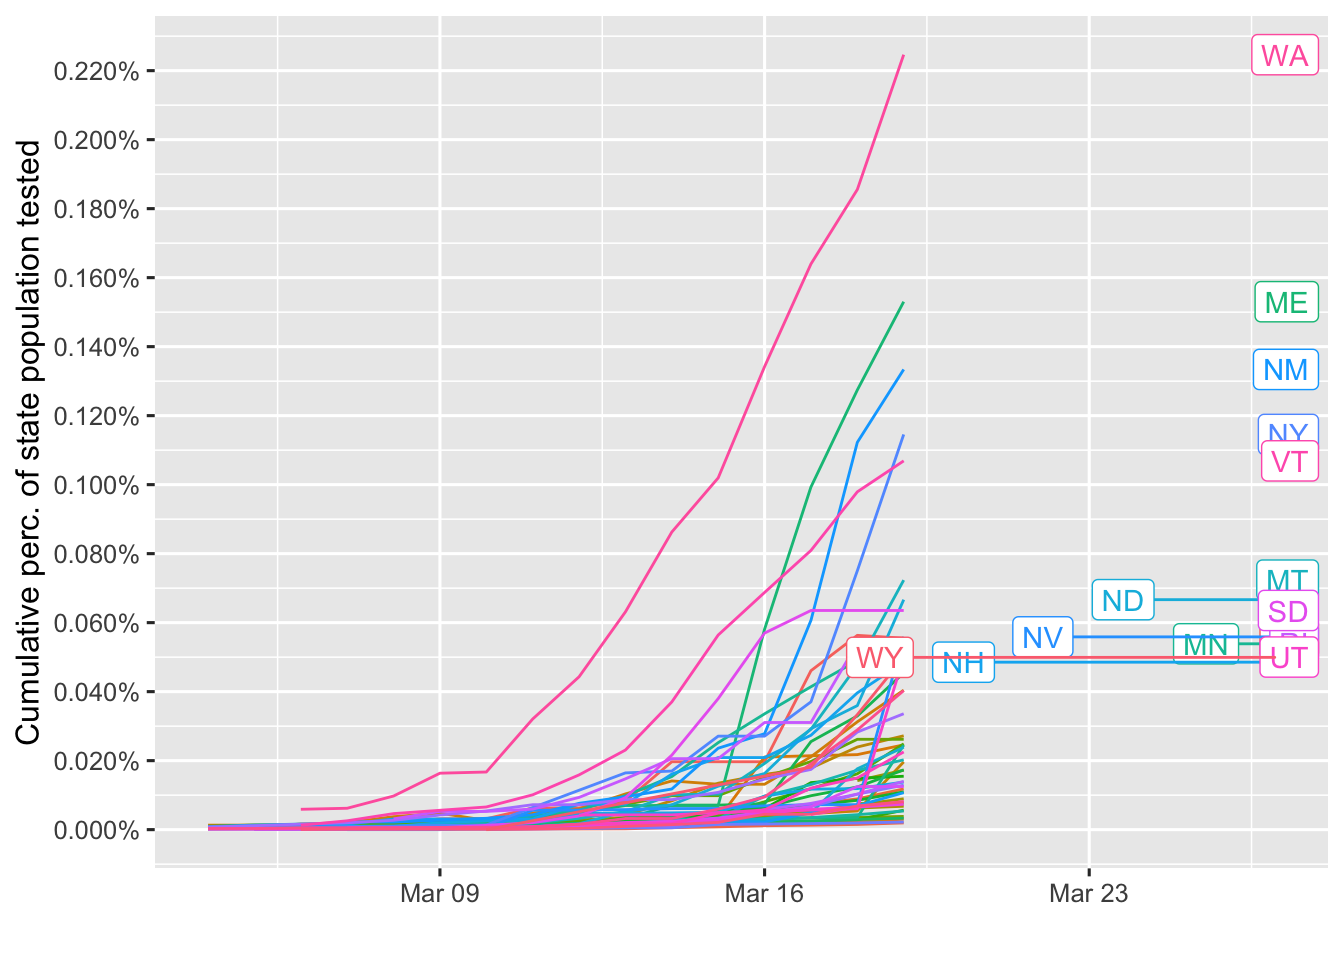 Cumulative perc. of state population tested
0.220%
0.200%
0.180%
0.160%
0.140%
0.120%
0.100%
0.080%
0.060%
0.040%
0.020%
0.000%
WA
ME
NM
NY
VT
MT
ND
SD
NV
MN
WY
NH
UT
Mar 09
Mar 16
Mar 23